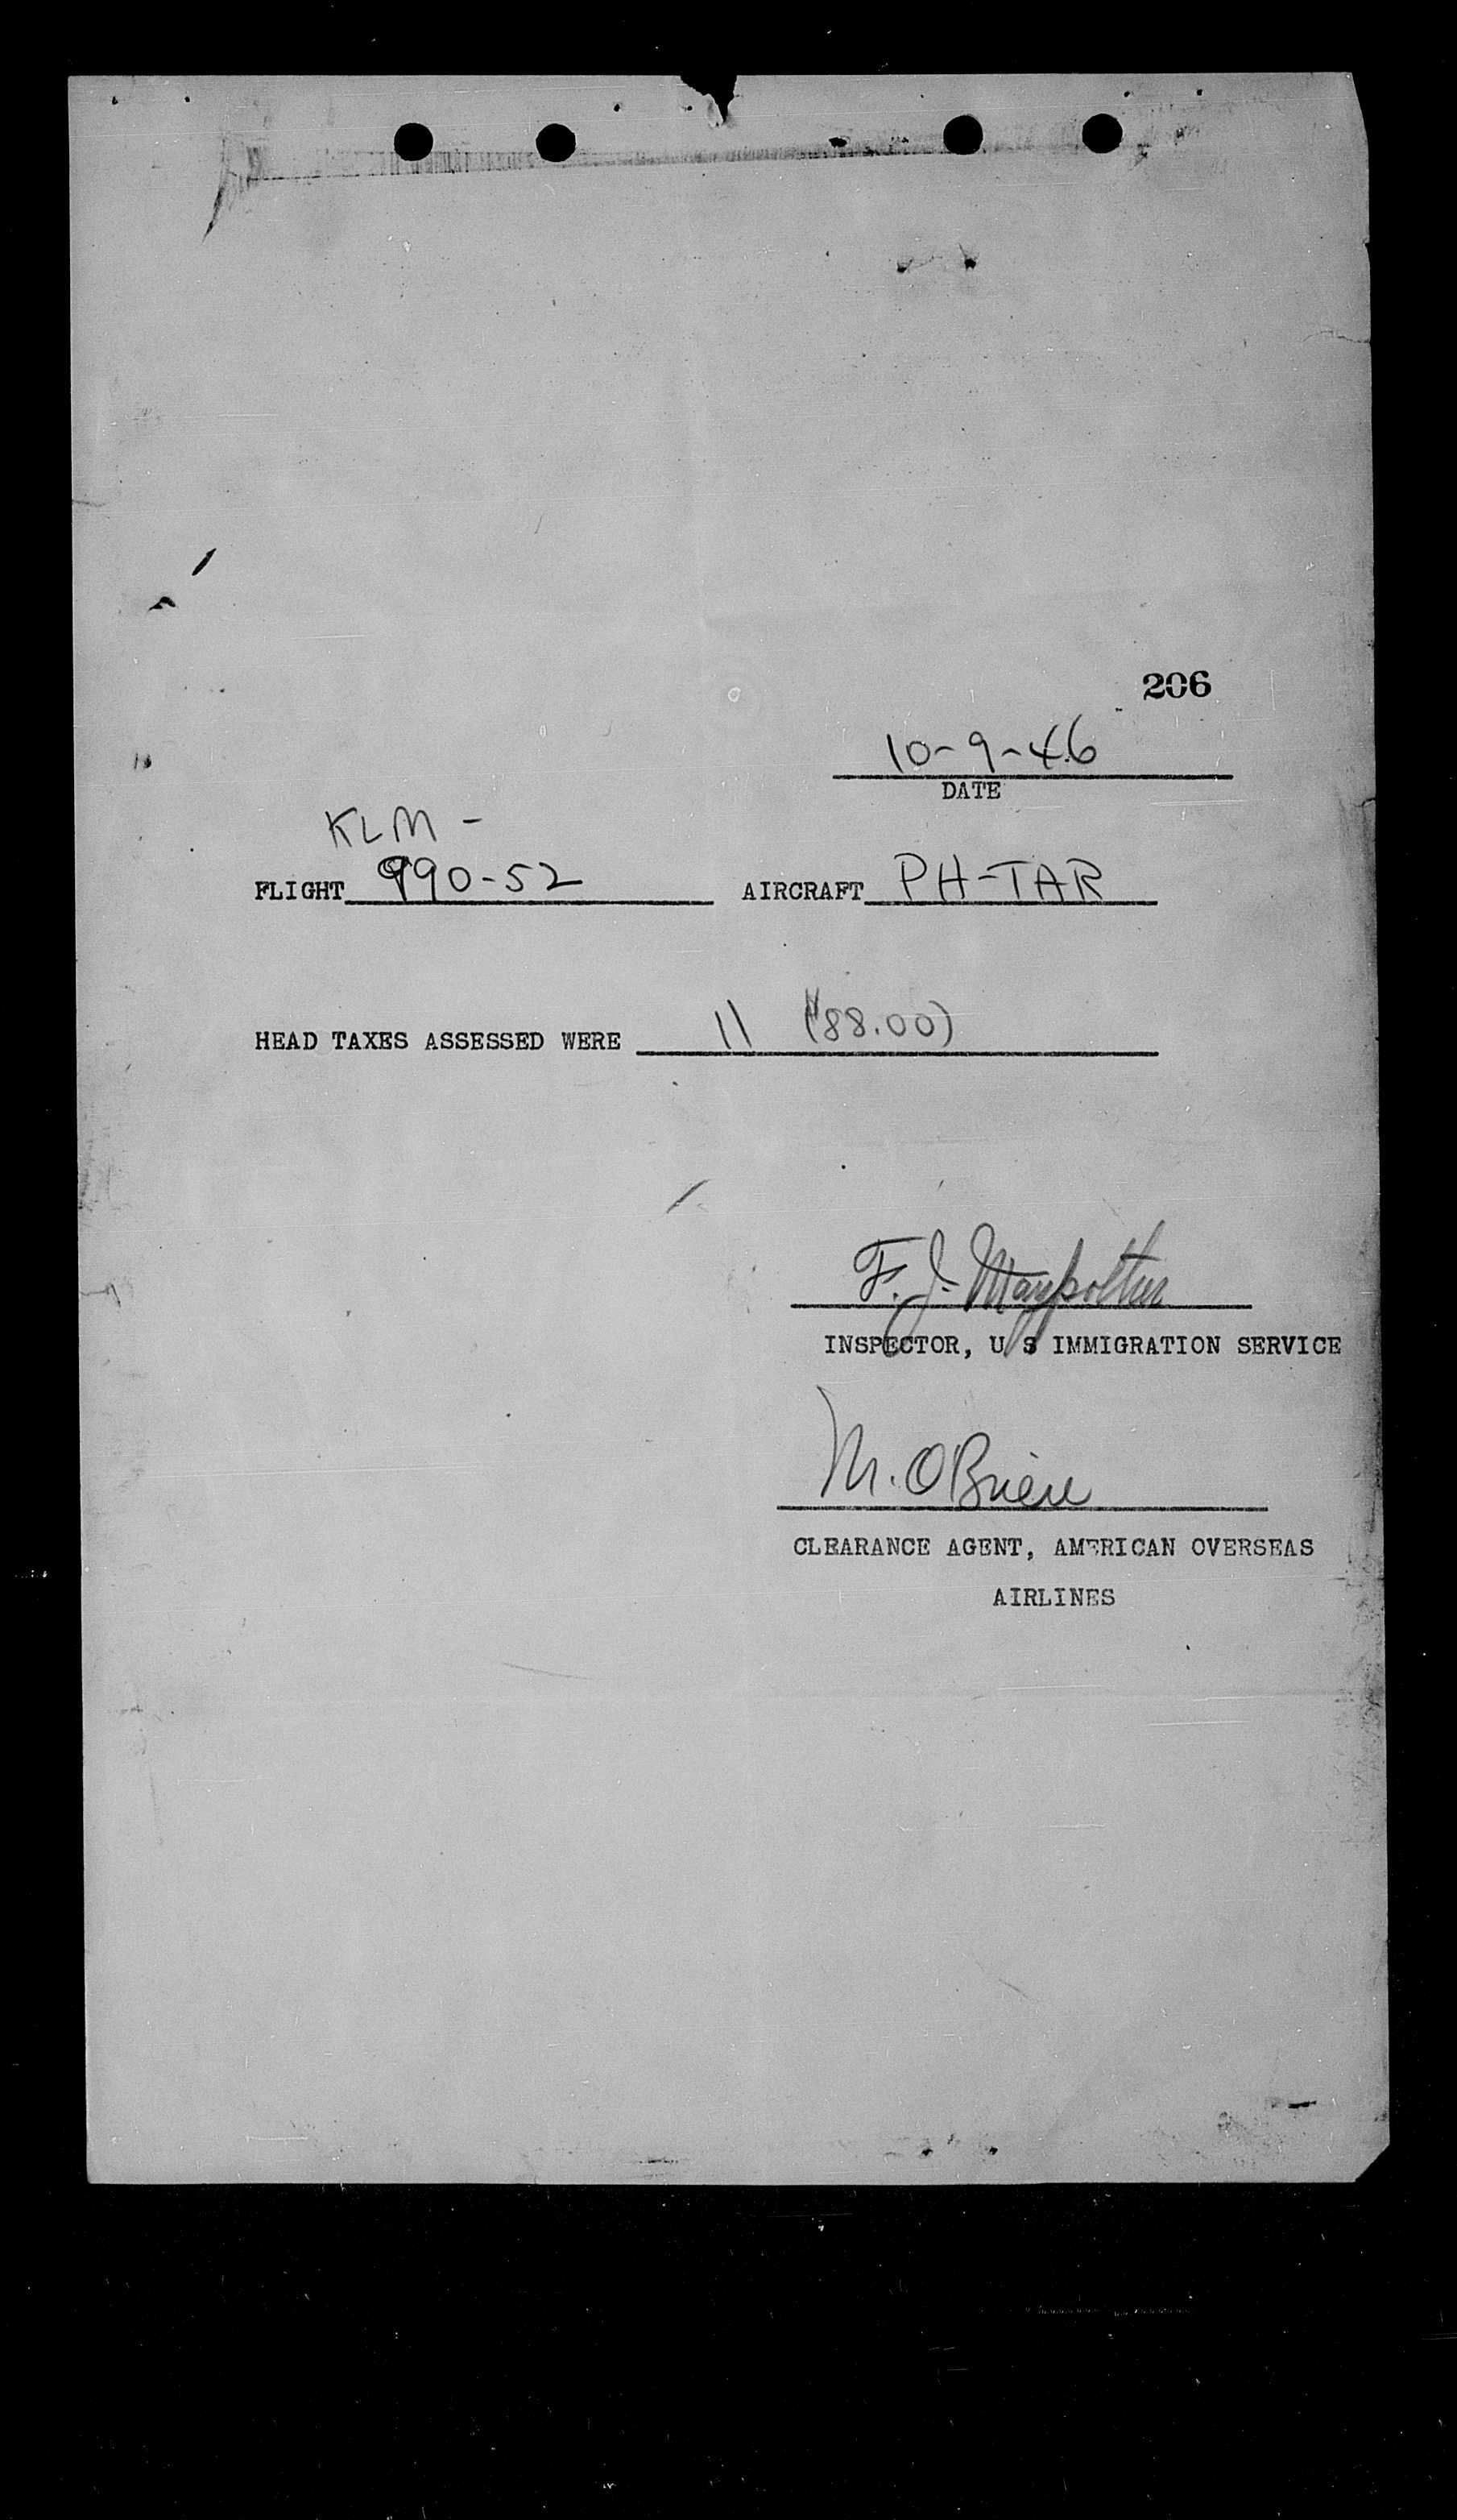 206
10-9-46
DATE
KLM -
FLIGHT 990-52 AIRCRAFT PH-TAR
HEAD TAXES ASSESSED WERE 11 ($88.00)
F. J.
INSPECTOR, U S IMMIGRATION SERVICE
M. O'Brien
CLEARANCE AGENT, AMERICAN OVERSEAS
AIRLINES